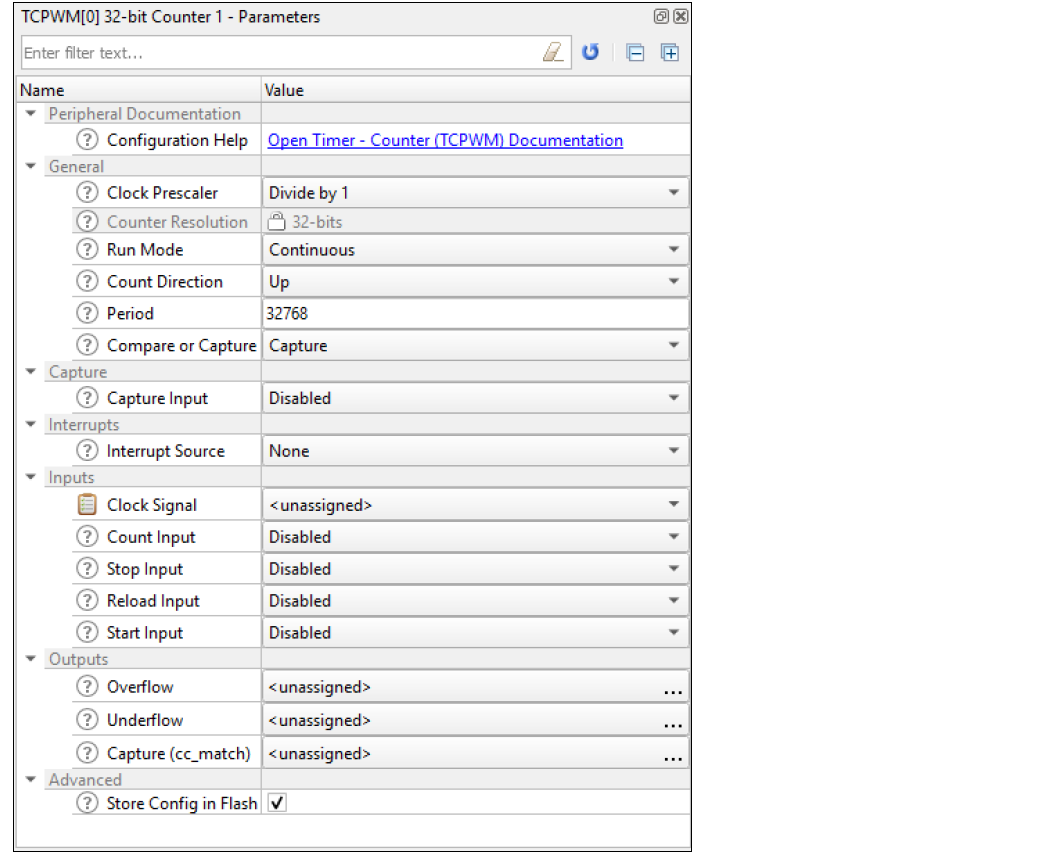 TCPWM[0] 32-bit Counter 1 - Parameters
Enter filter text...
Name Value
Peripheral Documentation
Configuration Help Open Timer - Counter (TCPWM) Documentation
General
Clock Prescaler Divide by 1
Counter Resolution 32-bits
Run Mode Continuous
Count Direction Up
Period 32768
Compare or Capture Capture
Capture
Capture Input Disabled
Interrupts
Interrupt Source None
Inputs
Clock Signal <unassigned>
Count Input Disabled
Stop Input Disabled
Reload Input Disabled
Start Input Disabled
Outputs
Overflow <unassigned> ...
Underflow <unassigned> ...
Capture (cc_match) <unassigned> ...
Advanced
Store Config in Flash